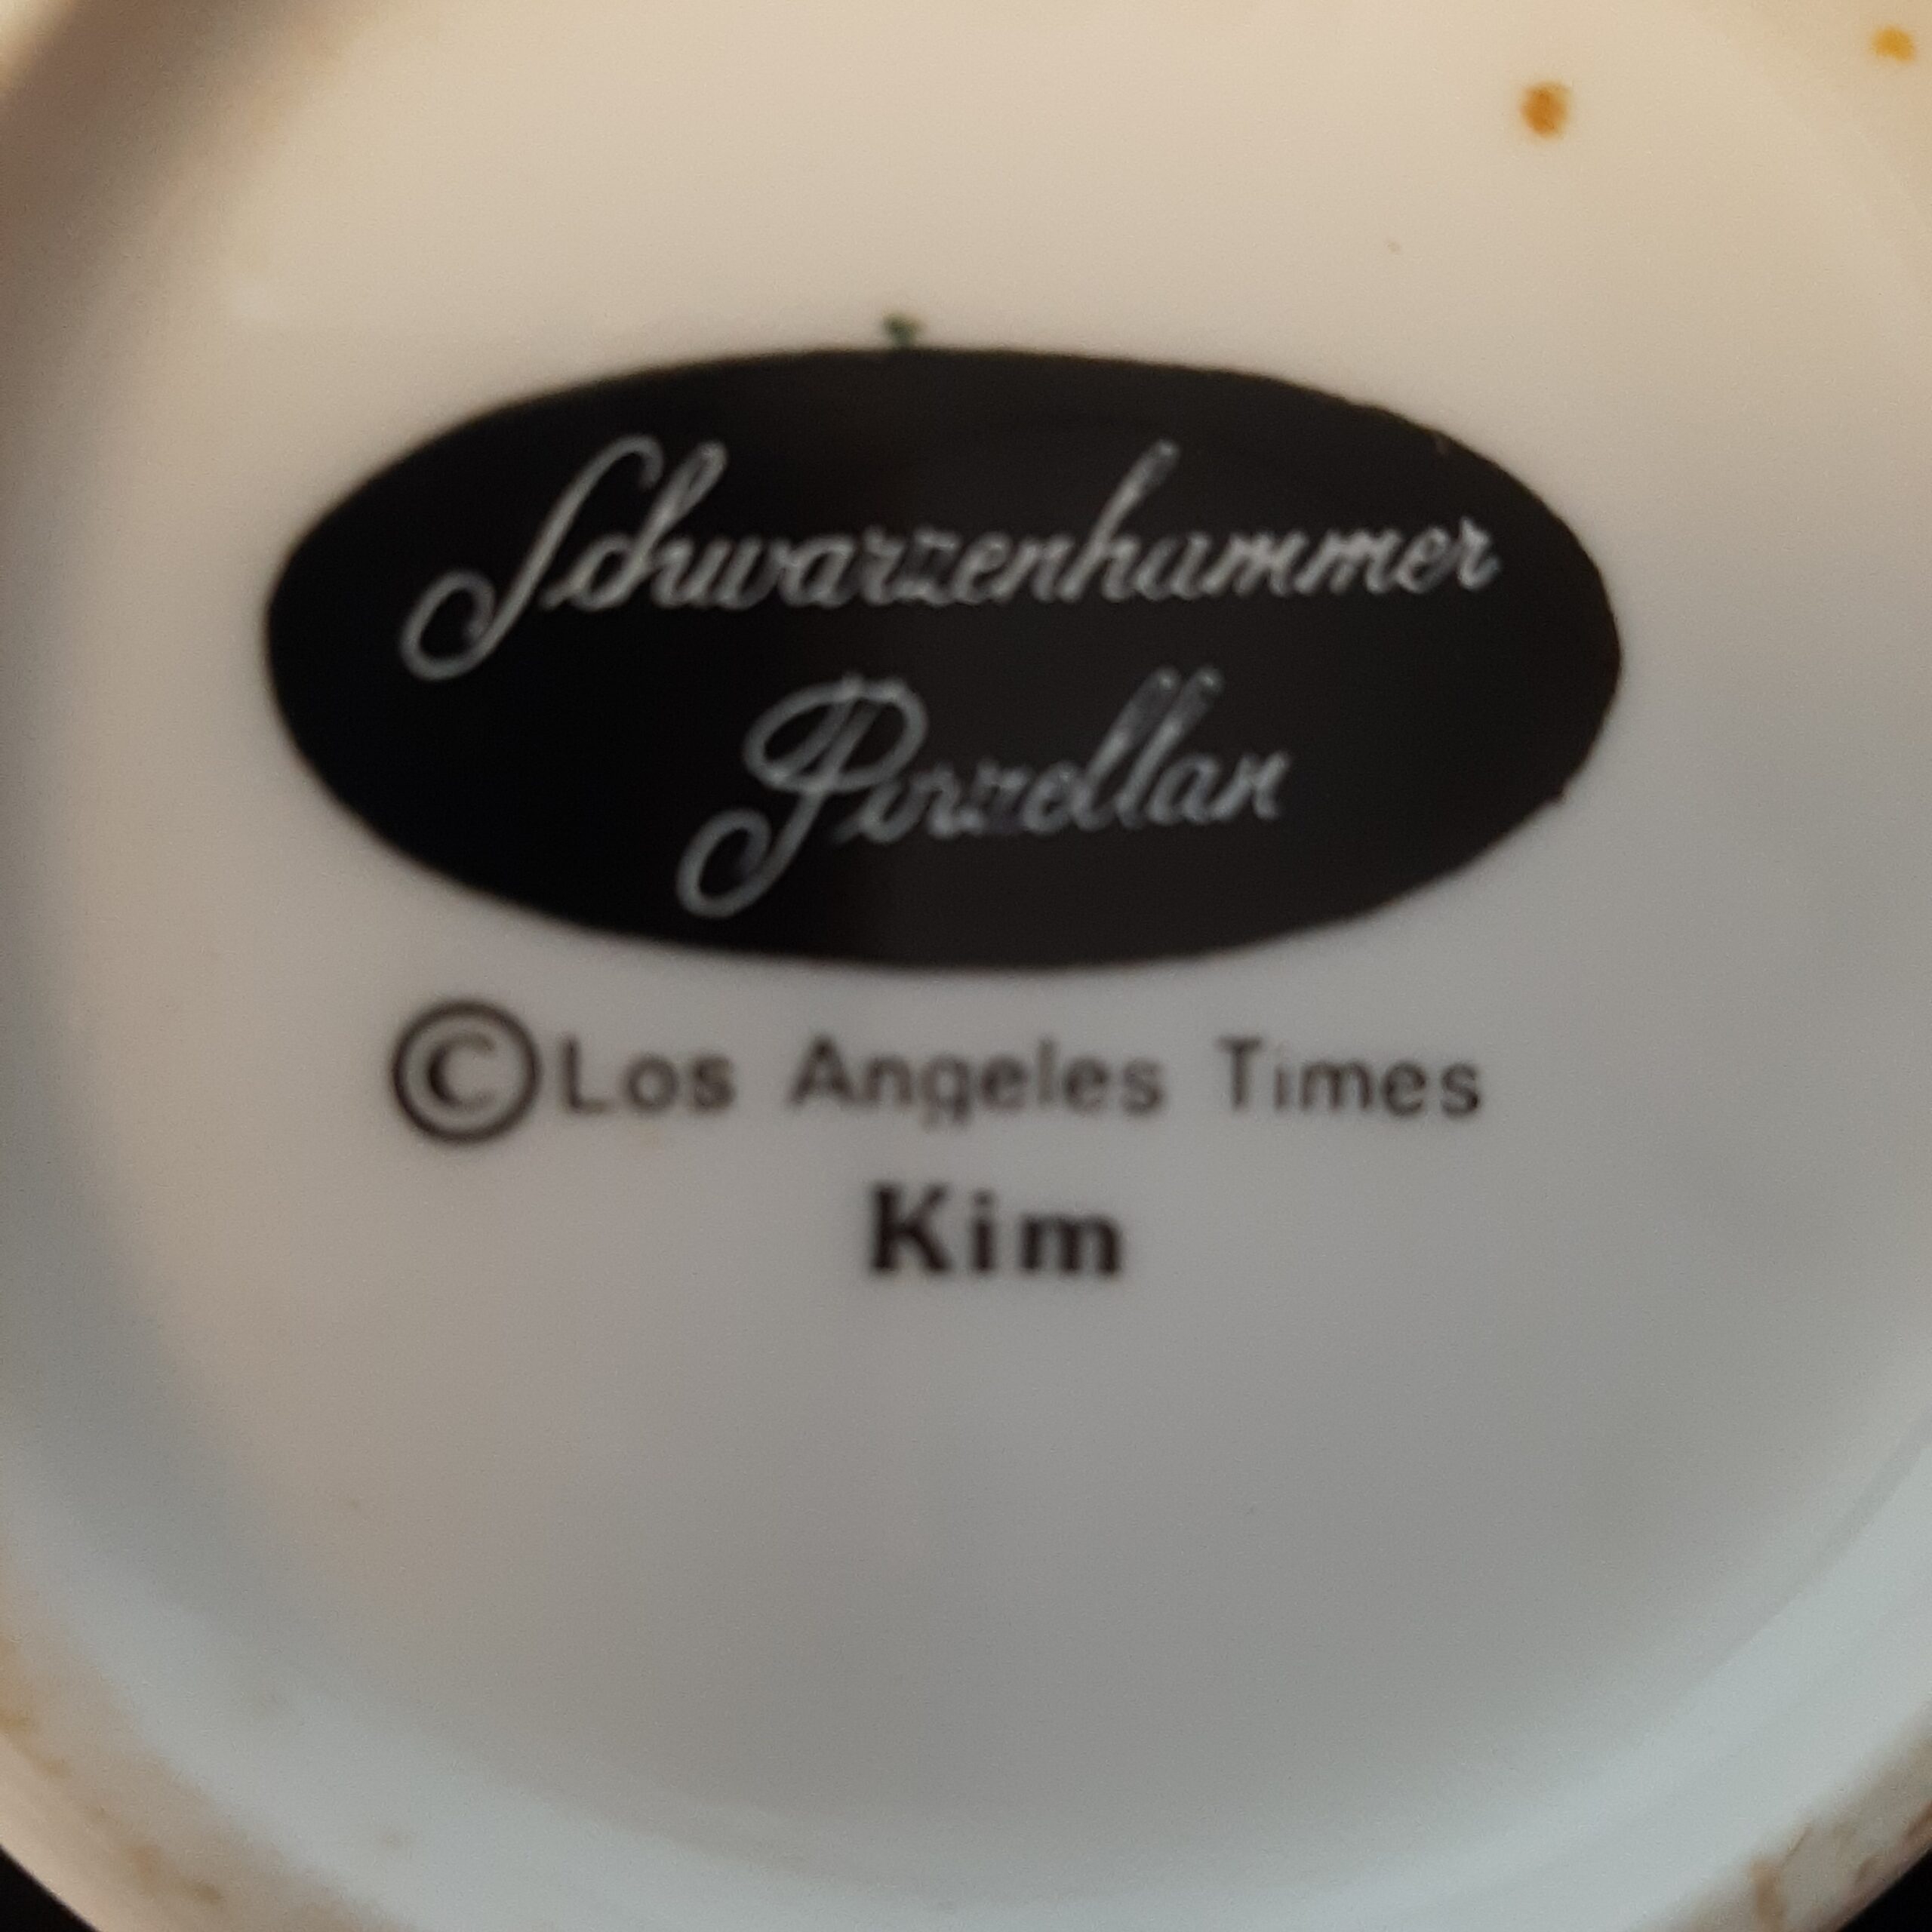 Schwarzenhammer
Porzellan
©Los Angeles Times
Kim